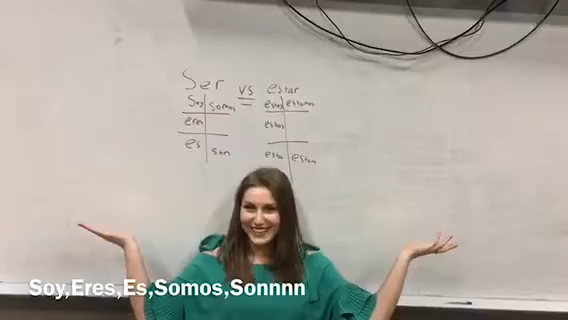 Ser vs estar
Soy somos estoy estamos
eres estas
es son esta estan
Soy,Eres,Es,Somos,Sonnnn